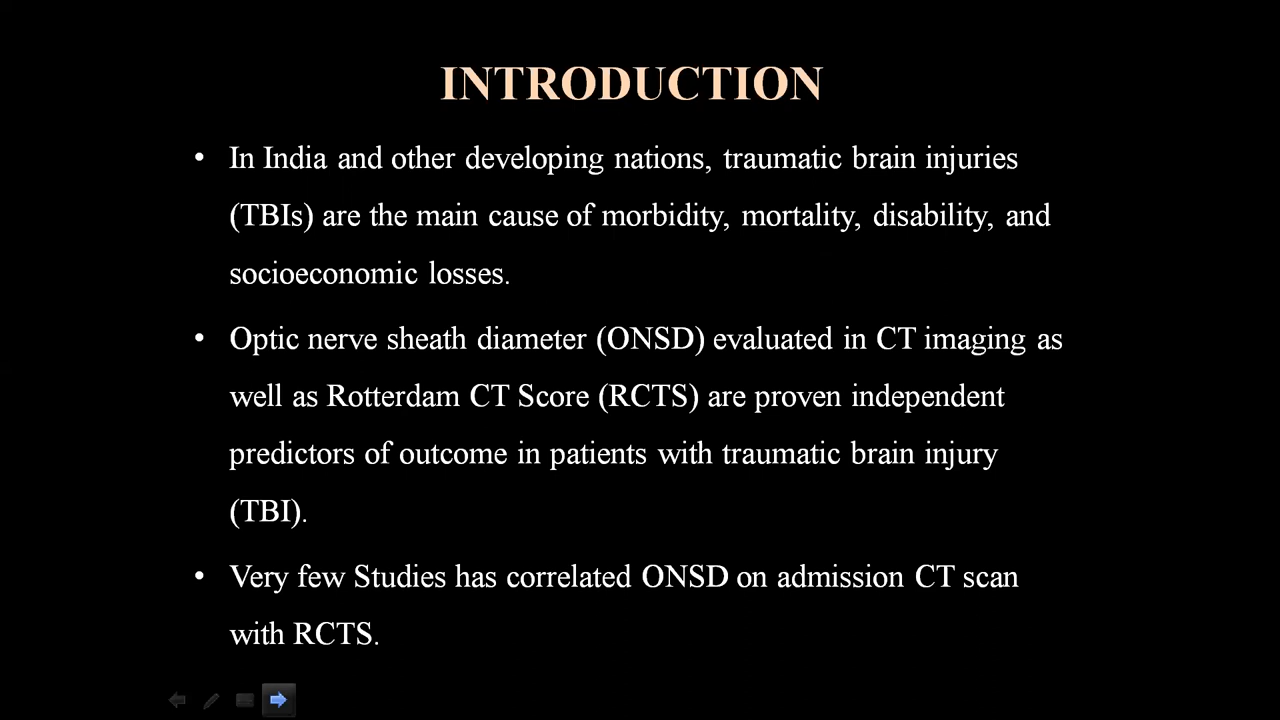 INTRODUCTION
• In India and other developing nations, traumatic brain injuries
(TBIs) are the main cause of morbidity, mortality, disability, and
socioeconomic losses.
• Optic nerve sheath diameter (ONSD) evaluated in CT imaging as
well as Rotterdam CT Score (RCTS) are proven independent
predictors of outcome in patients with traumatic brain injury
(TBI).
• Very few Studies has correlated ONSD on admission CT scan
with RCTS.